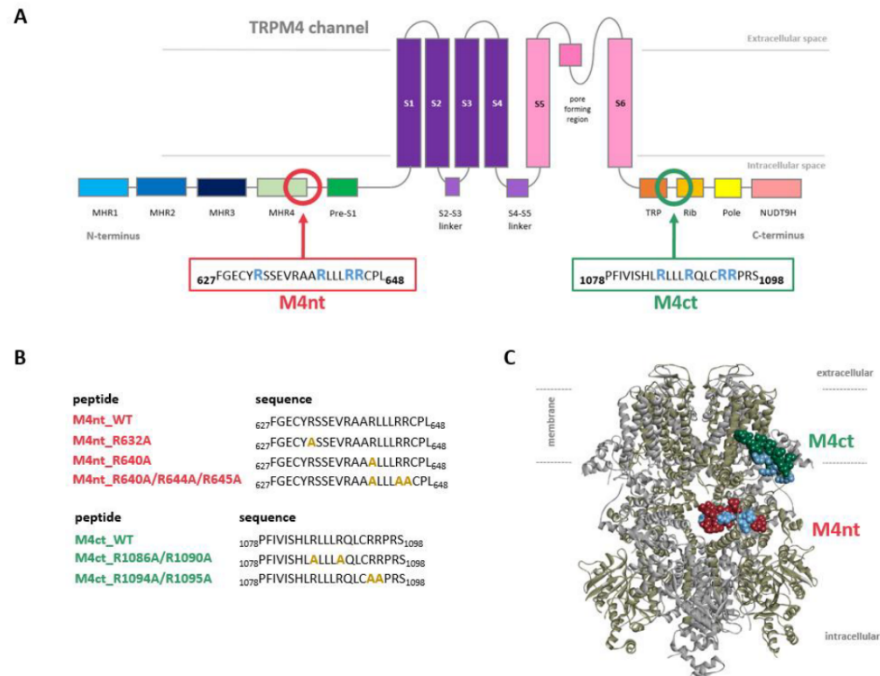 A
TRPM4 channel
Extracellular space
S1 S2 S3 S4 S5 S6
pore
forming
region
Intracellular space
MHR1 MHR2 MHR3 MHR4 Pre-S1 S2-S3 linker S4-S5 linker TRP Rib Pole NUDT9H
N-terminus C-terminus
627FGECYRSSEVRAARLLLRRCPL648 1078PFIVISHLRLLLRQLCRRPRS1098
M4nt M4ct
B
peptide sequence
M4nt_WT 627FGECYRSSEVRAARLLLRRCPL648
M4nt_R632A 627FGECYASSEVRAARLLLRRCPL648
M4nt_R640A 627FGECYRSSEVRAAALLLRRCPL648
M4nt_R640A/R644A/R645A 627FGECYRSSEVRAAALLLAACPL648
peptide sequence
M4ct_WT 1078PFIVISHLRLLLRQLCRRPRS1098
M4ct_R1086A/R1090A 1078PFIVISHLALLLAQLCRRPRS1098
M4ct_R1094A/R1095A 1078PFIVISHLRLLLRQLCAAPRS1098
C
extracellular
membrane
M4ct
M4nt
intracellular